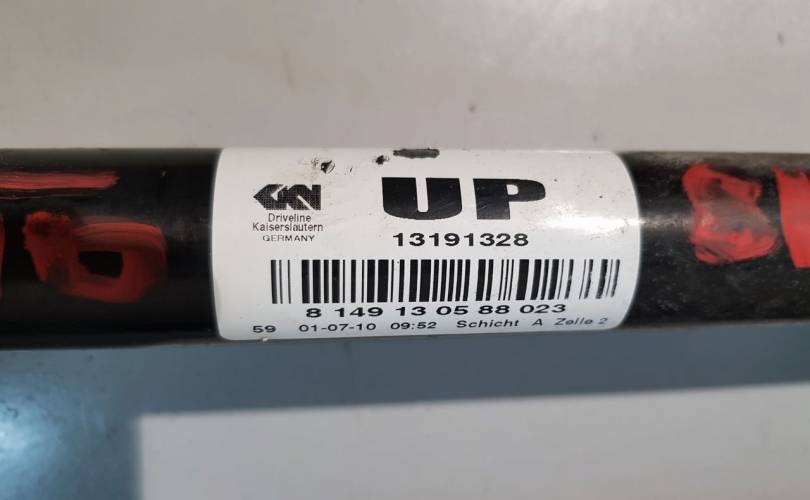 GKN
UP
Driveline
Kaiserslautern
GERMANY
13191328
8 149 13 05 88 023
59 01-07-10 09:52 Schicht A Zelle 2